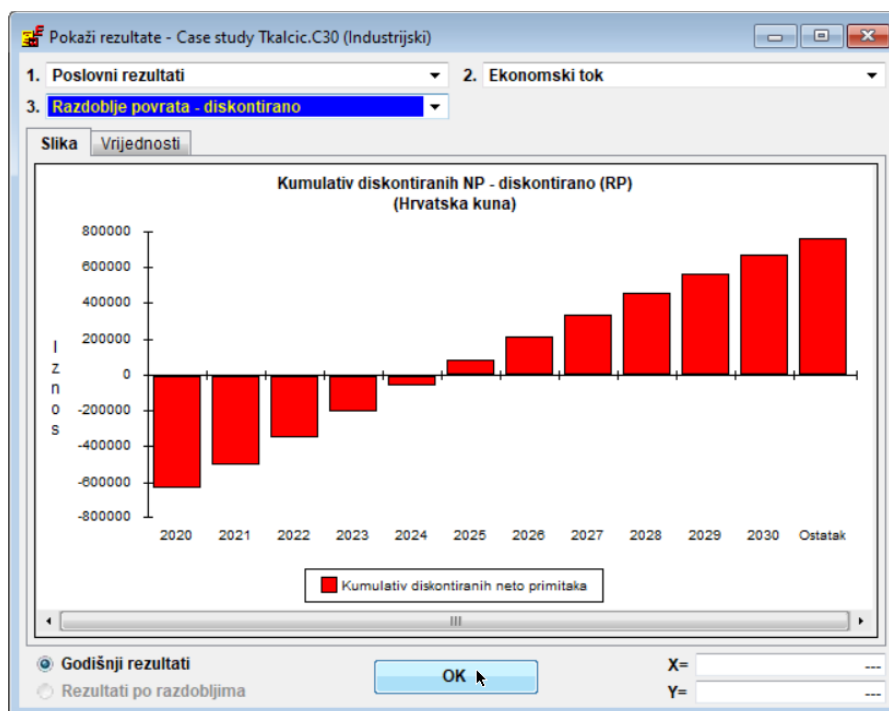 Pokaži rezultate - Case study Tkalcic.C30 (Industrijski)
1. Poslovni rezultati 2. Ekonomski tok
3. Razdoblje povrata - diskontirano
Slika Vrijednosti
Kumulativ diskontiranih NP - diskontirano (RP)
(Hrvatska kuna)
800000
600000
400000
200000
0
-200000
-400000
-600000
-800000
Iznos
2020 2021 2022 2023 2024 2025 2026 2027 2028 2029 2030 Ostatak
Kumulativ diskontiranih neto primitaka
Godišnji rezultati
Rezultati po razdobljima
OK
X= ---
Y= ---